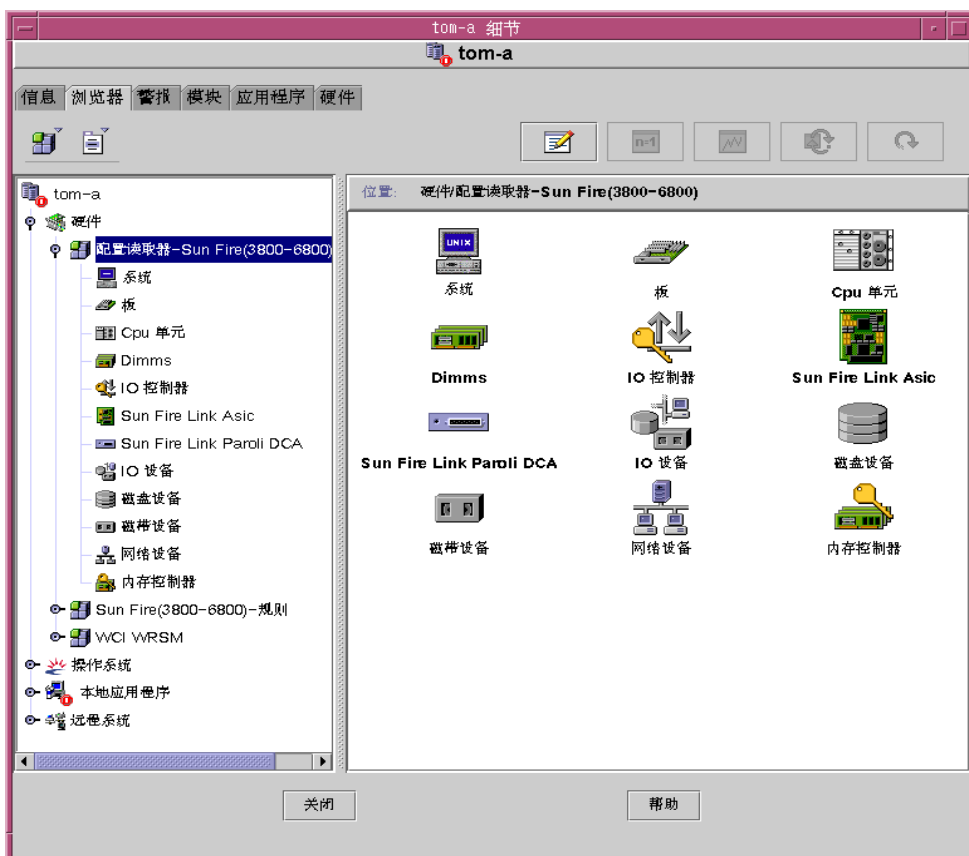 tom-a 细节
tom-a
信息 浏览器 警报 模块 应用程序 硬件
n=1
tom-a
硬件
配置读取器-Sun Fire(3800-6800)
系统
板
Cpu 单元
Dimms
IO 控制器
Sun Fire Link Asic
Sun Fire Link Paroli DCA
IO 设备
磁盘设备
磁带设备
网络设备
内存控制器
Sun Fire(3800-6800)-规则
WCI WRSM
操作系统
本地应用程序
远程系统
位置: 硬件/配置读取器-Sun Fire(3800-6800)
UNIX
系统 板 Cpu 单元
Dimms IO 控制器 Sun Fire Link Asic
Sun Fire Link Paroli DCA IO 设备 磁盘设备
磁带设备 网络设备 内存控制器
关闭 帮助